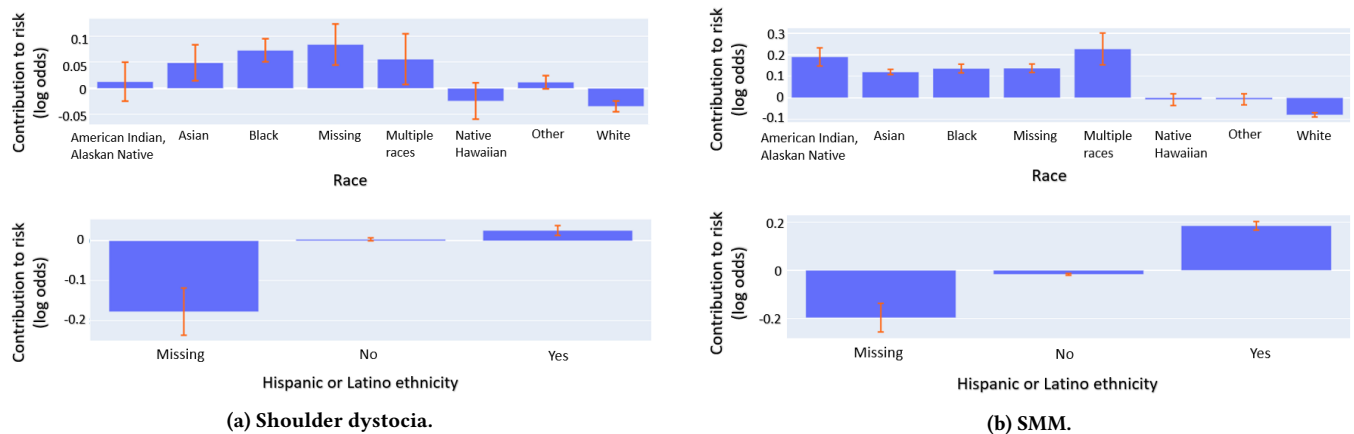 Contribution to risk
(log odds)
0.1
0.05
0
-0.05
American Indian,
Alaskan Native
Asian
Black
Missing
Multiple
races
Native
Hawaiian
Other
White
Race
Contribution to risk
(log odds)
0
-0.1
-0.2
Missing
No
Yes
Hispanic or Latino ethnicity
(a) Shoulder dystocia.
Contribution to risk
(log odds)
0.3
0.2
0.1
0
-0.1
American Indian,
Alaskan Native
Asian
Black
Missing
Multiple
races
Native
Hawaiian
Other
White
Race
Contribution to risk
(log odds)
0.2
0
-0.2
Missing
No
Yes
Hispanic or Latino ethnicity
(b) SMM.